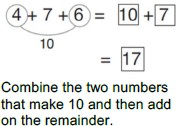 4 + 7 + 6 = 10 + 7
10
= 17
Combine the two numbers
that make 10 and then add
on the remainder.